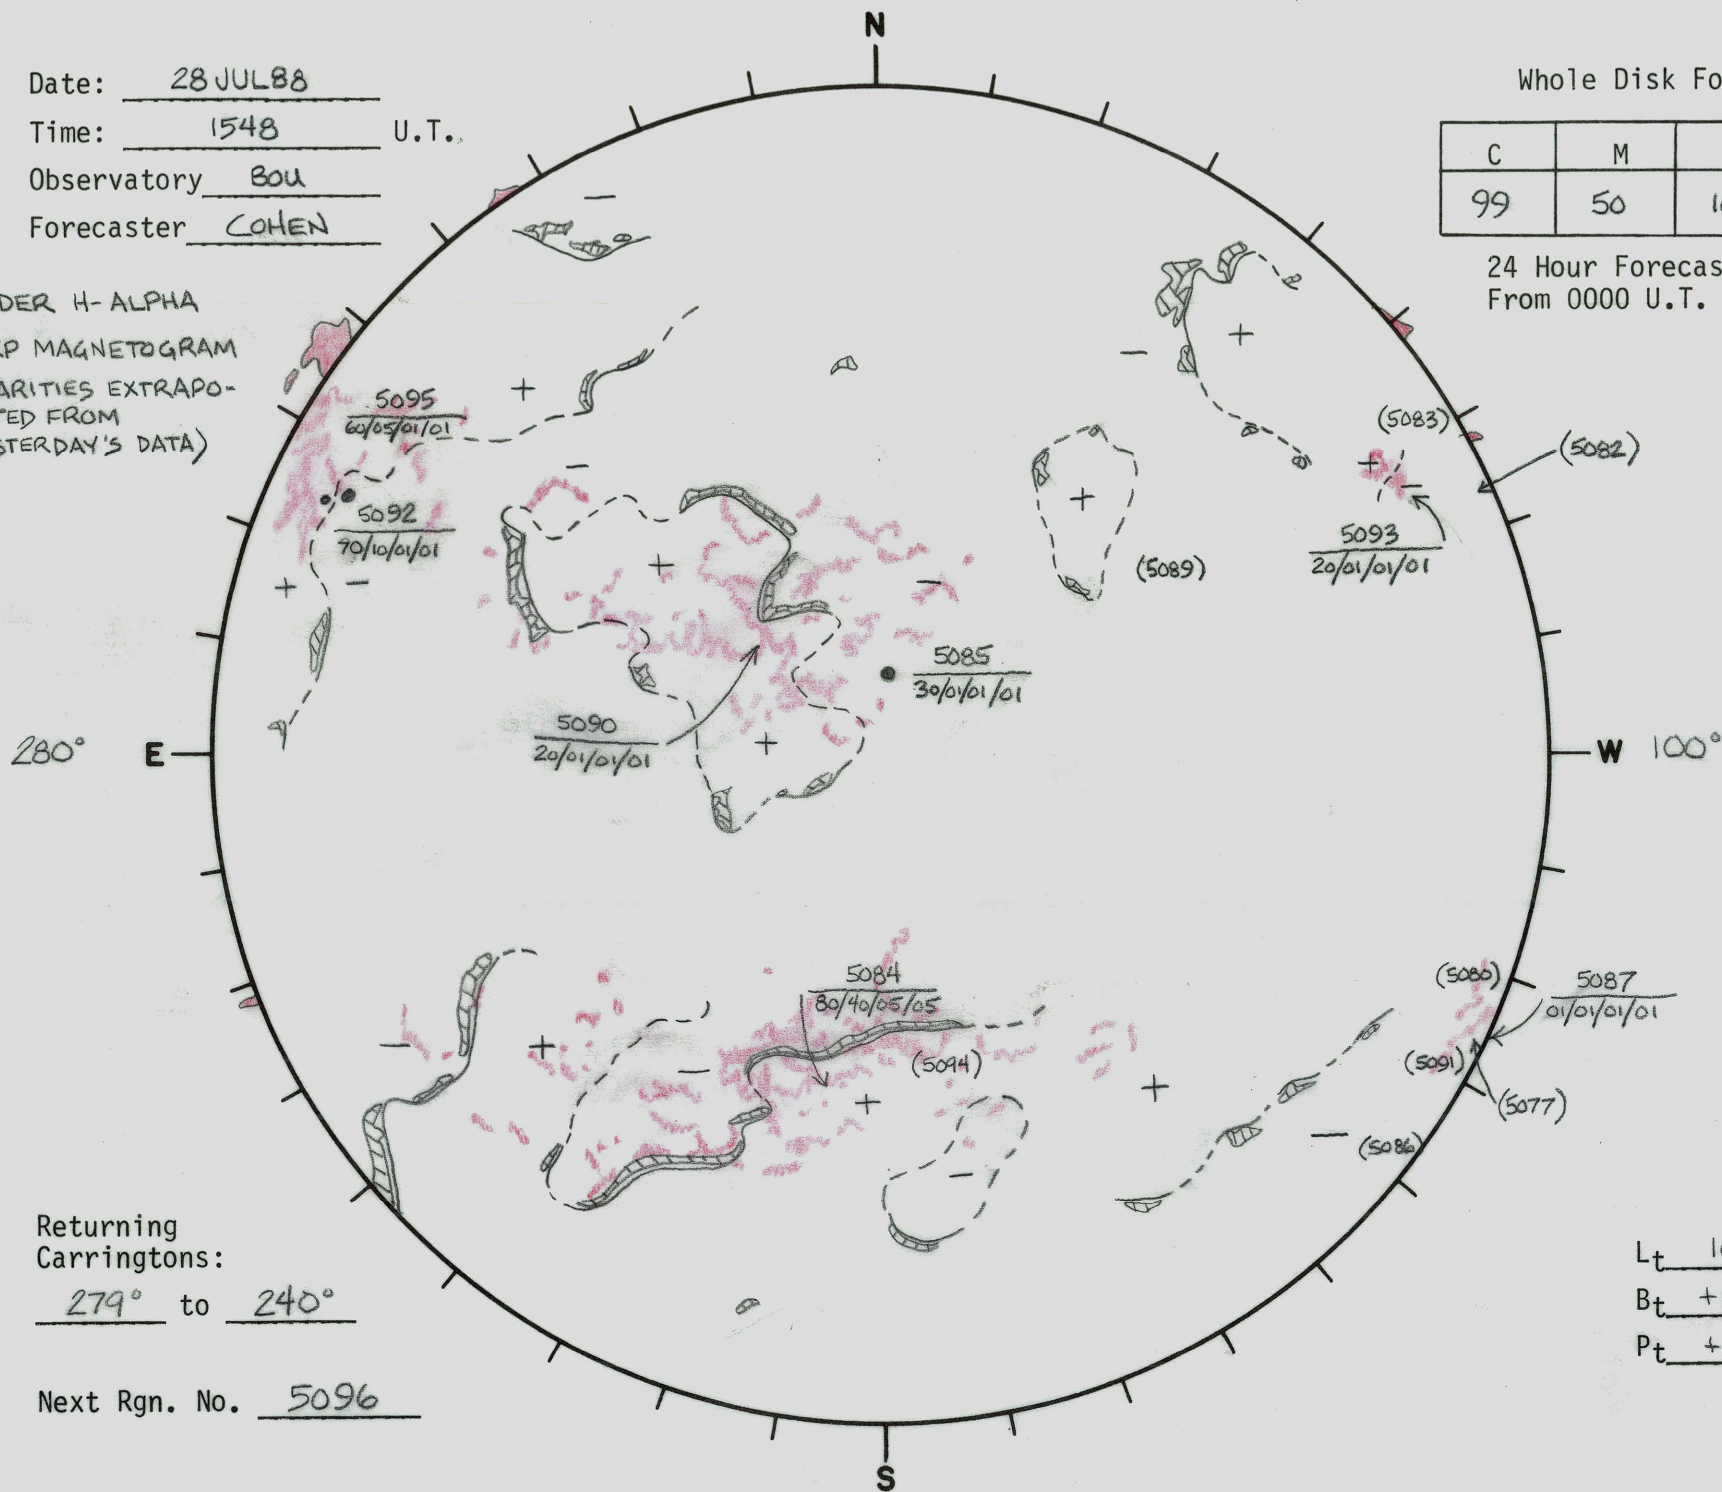 N
Date: 28 JUL 88
Time: 1548 U.T.
Observatory BOU
Forecaster COHEN
Whole Disk Fo
C M
99 50
24 Hour Forecas
From 0000 U.T.
DER H-ALPHA
MAGNETOGRAM
ARITIES EXTRAPO-
TED FROM
STERDAY'S DATA)
5095
60/05/01/01
5092
70/10/01/01
(5083)
(5082)
5093
20/01/01/01
(5089)
5085
30/01/01/01
5090
20/01/01/01
280° E
W 100°
5084
80/40/05/05
(5094)
(5080)
5087
01/01/01/01
(5091)
(5077)
(5086)
Returning
Carringtons:
279° to 240°
Next Rgn. No. 5096
Lt
Bt +
Pt +
S